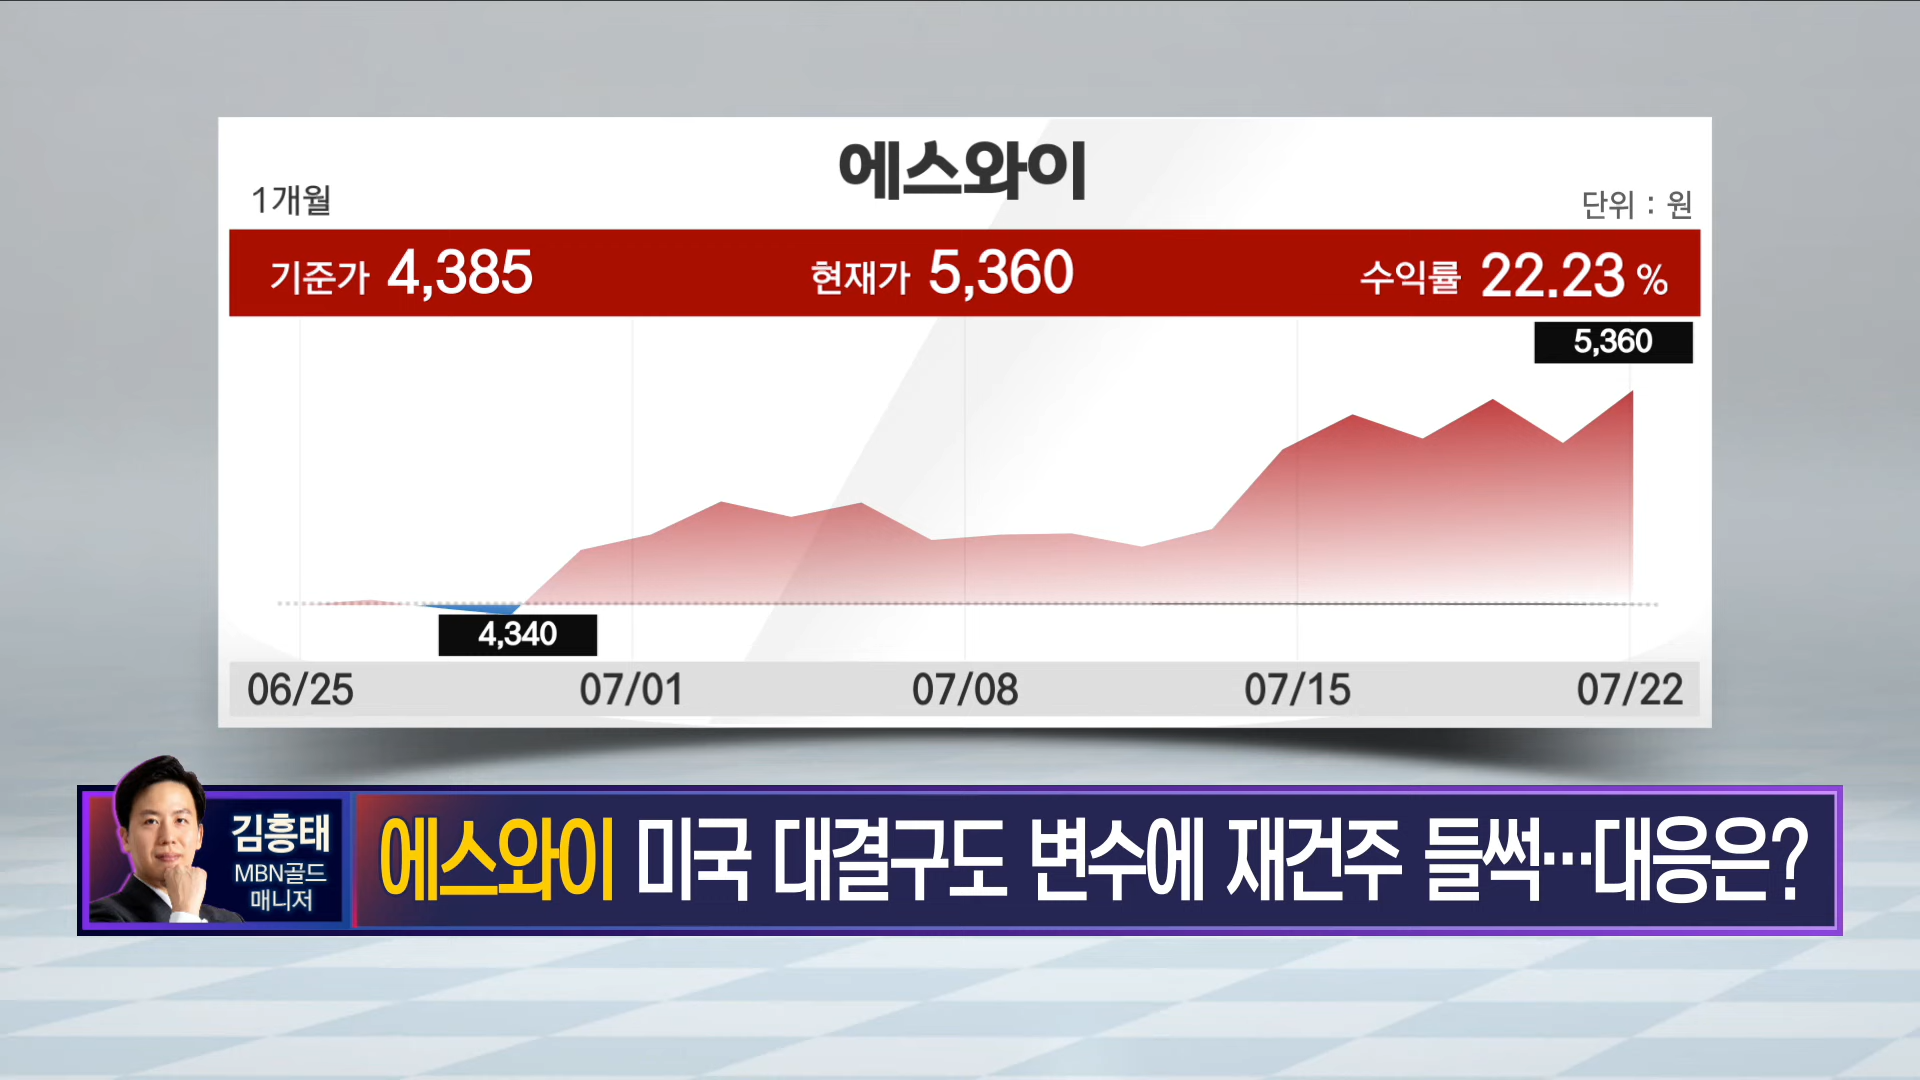 에스와이
1개월
단위 : 원
기준가 4,385 현재가 5,360 수익률 22.23 %
5,360
4,340
06/25 07/01 07/08 07/15 07/22
김흥태
MBN골드
매니저
에스와이 미국 대결구도 변수에 재건주 들썩…대응은?